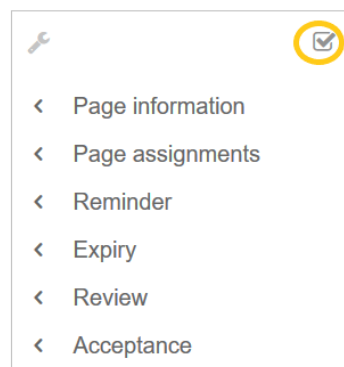 Page information
Page assignments
Reminder
Expiry
Review
Acceptance